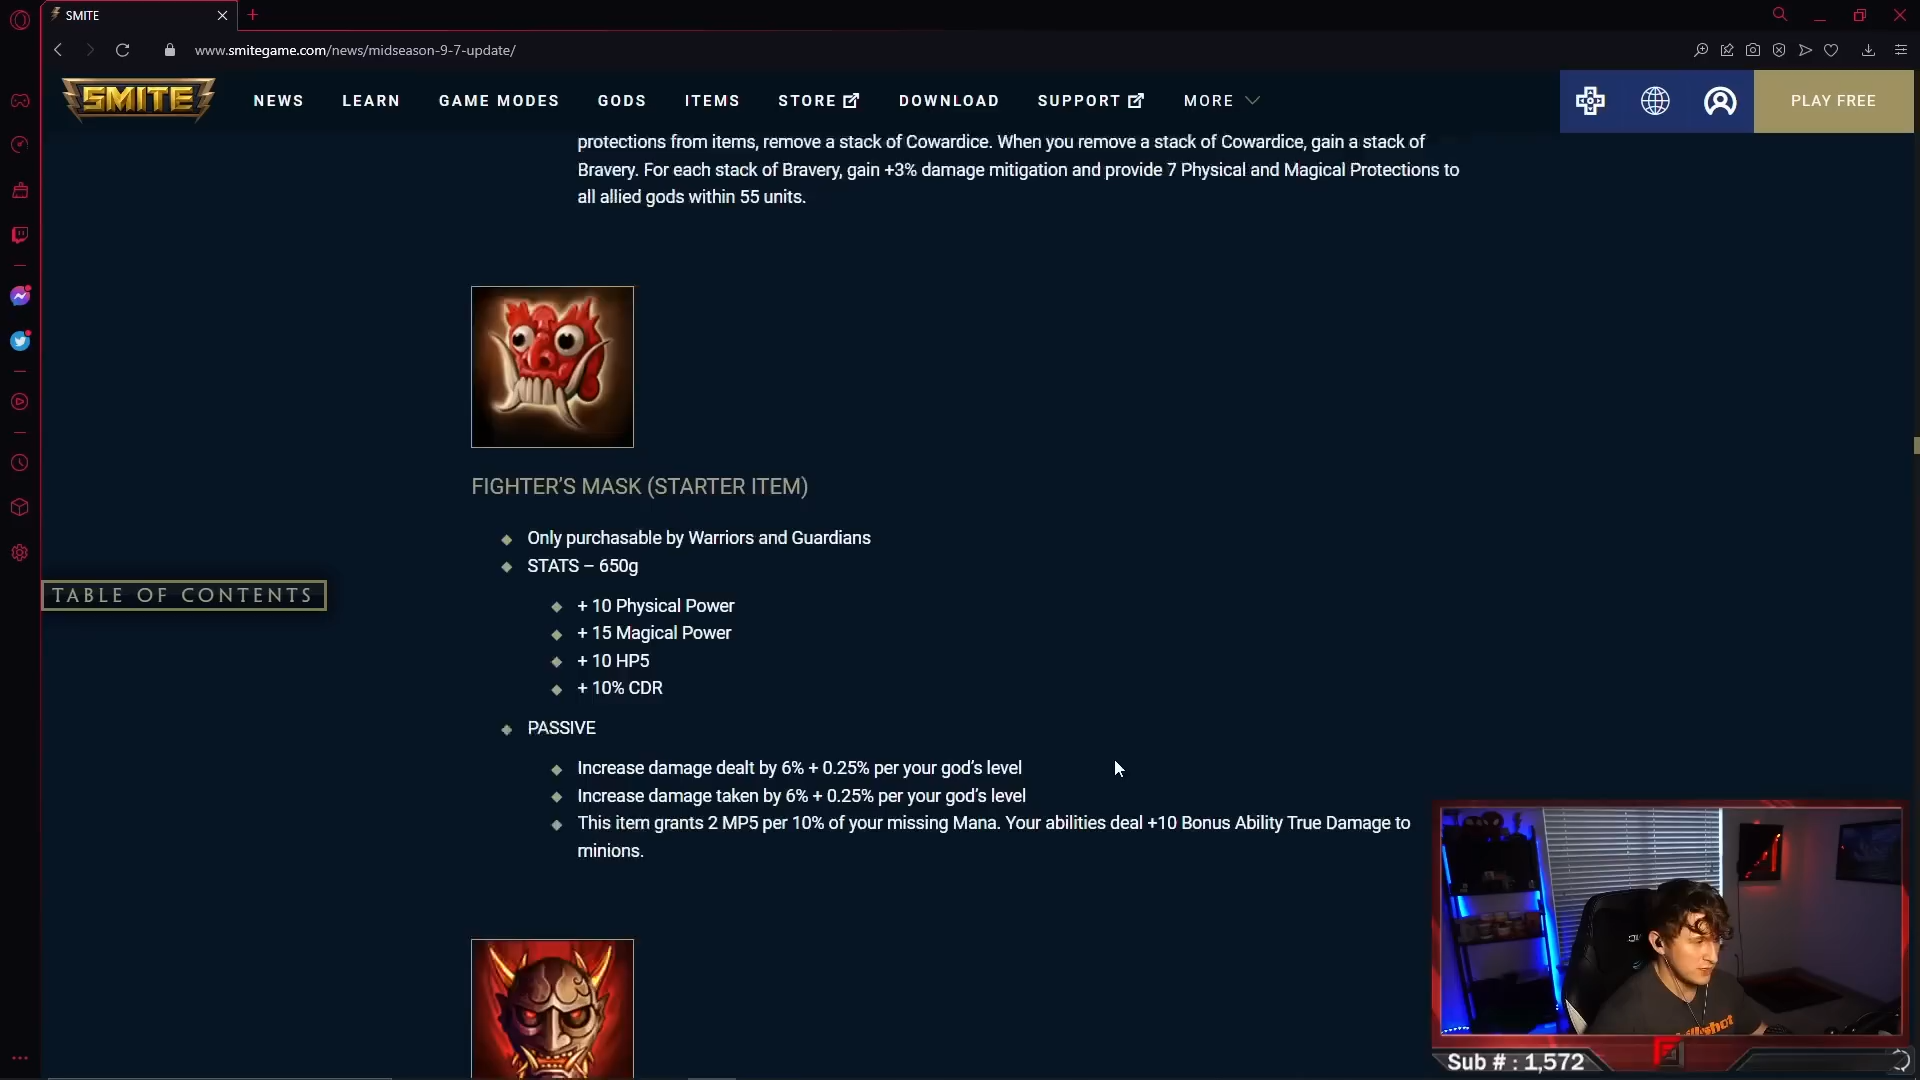 SMITE
www.smitegame.com/news/midseason-9-7-update/
SMITE
NEWS
LEARN
GAME MODES
GODS
ITEMS
STORE
DOWNLOAD
SUPPORT
MORE
PLAY FREE
protections from items, remove a stack of Cowardice. When you remove a stack of Cowardice, gain a stack of
Bravery. For each stack of Bravery, gain +3% damage mitigation and provide 7 Physical and Magical Protections to
all allied gods within 55 units.
FIGHTER’S MASK (STARTER ITEM)
Only purchasable by Warriors and Guardians
STATS – 650g
+ 10 Physical Power
+ 15 Magical Power
+ 10 HP5
+ 10% CDR
PASSIVE
Increase damage dealt by 6% + 0.25% per your god’s level
Increase damage taken by 6% + 0.25% per your god’s level
This item grants 2 MP5 per 10% of your missing Mana. Your abilities deal +10 Bonus Ability True Damage to
minions.
TABLE OF CONTENTS
Sub # : 1,572